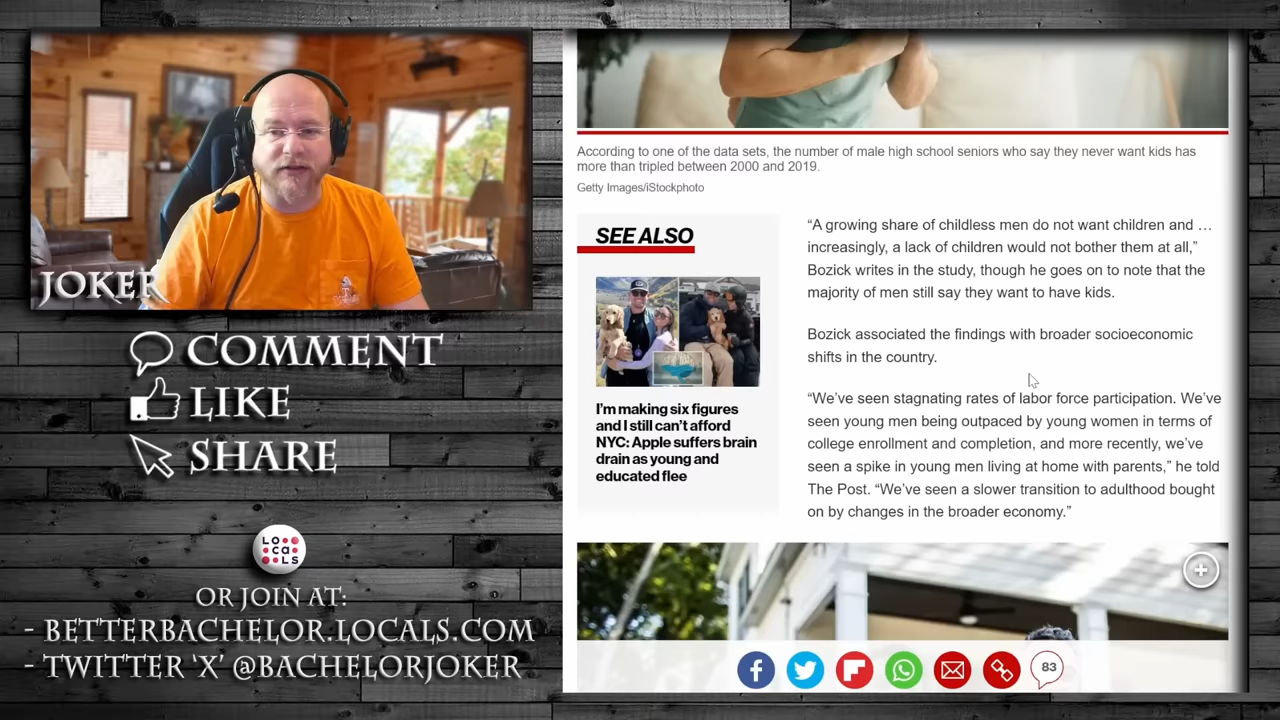 JOKER
COMMENT
LIKE
SHARE
LOCALS
OR JOIN AT:
- BETTERBACHELOR.LOCALS.COM
- TWITTER 'X' @BACHELORJOKER
According to one of the data sets, the number of male high school seniors who say they never want kids has
more than tripled between 2000 and 2019.
Getty Images/iStockphoto
SEE ALSO
I'm making six figures
and I still can't afford
NYC: Apple suffers brain
drain as young and
educated flee
“A growing share of childless men do not want children and …
increasingly, a lack of children would not bother them at all,”
Bozick writes in the study, though he goes on to note that the
majority of men still say they want to have kids.
Bozick associated the findings with broader socioeconomic
shifts in the country.
“We've seen stagnating rates of labor force participation. We've
seen young men being outpaced by young women in terms of
college enrollment and completion, and more recently, we've
seen a spike in young men living at home with parents,” he told
The Post. “We've seen a slower transition to adulthood bought
on by changes in the broader economy.”
83